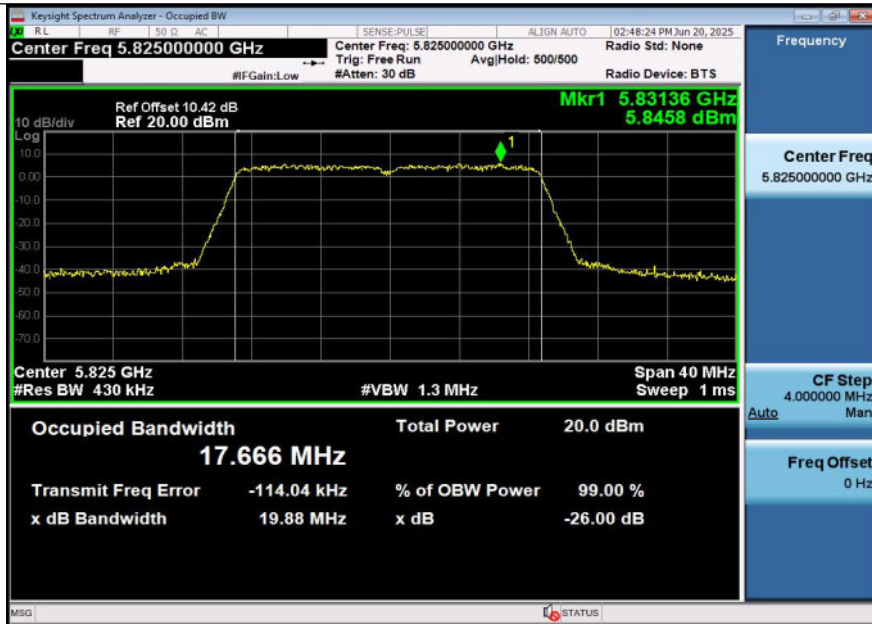 Keysight Spectrum Analyzer - Occupied BW
RL RF 50 Ω AC SENSE:PULSE ALIGN AUTO 02:48:24 PM Jun 20, 2025
Center Freq 5.825000000 GHz
Center Freq: 5.825000000 GHz Radio Std: None
Trig: Free Run Avg|Hold: 500/500
#IFGain:Low #Atten: 30 dB Radio Device: BTS
Ref Offset 10.42 dB Mkr1 5.83136 GHz
10 dB/div Ref 20.00 dBm 5.8458 dBm
Log
10.0
0.00
-10.0
-20.0
-30.0
-40.0
-50.0
-60.0
-70.0
1
Center 5.825 GHz Span 40 MHz
#Res BW 430 kHz #VBW 1.3 MHz Sweep 1 ms
Occupied Bandwidth Total Power 20.0 dBm
17.666 MHz
Transmit Freq Error -114.04 kHz % of OBW Power 99.00 %
x dB Bandwidth 19.88 MHz x dB -26.00 dB
MSG STATUS
Frequency
Center Freq
5.825000000 GHz
CF Step
4.000000 MHz
Auto Man
Freq Offset
0 Hz